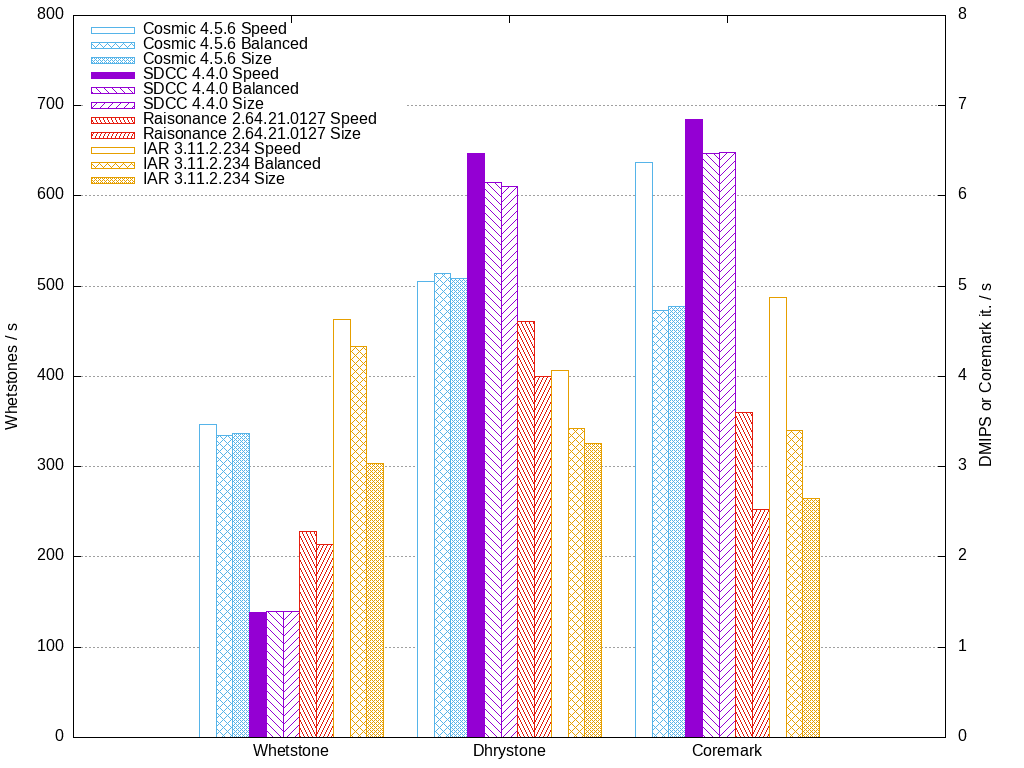 Cosmic 4.5.6 Speed
Cosmic 4.5.6 Balanced
Cosmic 4.5.6 Size
SDCC 4.4.0 Speed
SDCC 4.4.0 Balanced
SDCC 4.4.0 Size
Raisonance 2.64.21.0127 Speed
Raisonance 2.64.21.0127 Size
IAR 3.11.2.234 Speed
IAR 3.11.2.234 Balanced
IAR 3.11.2.234 Size
800
700
600
500
400
300
200
100
0
Whetstones / s
8
7
6
5
4
3
2
1
0
DMIPS or Coremark it. / s
Whetstone
Dhrystone
Coremark